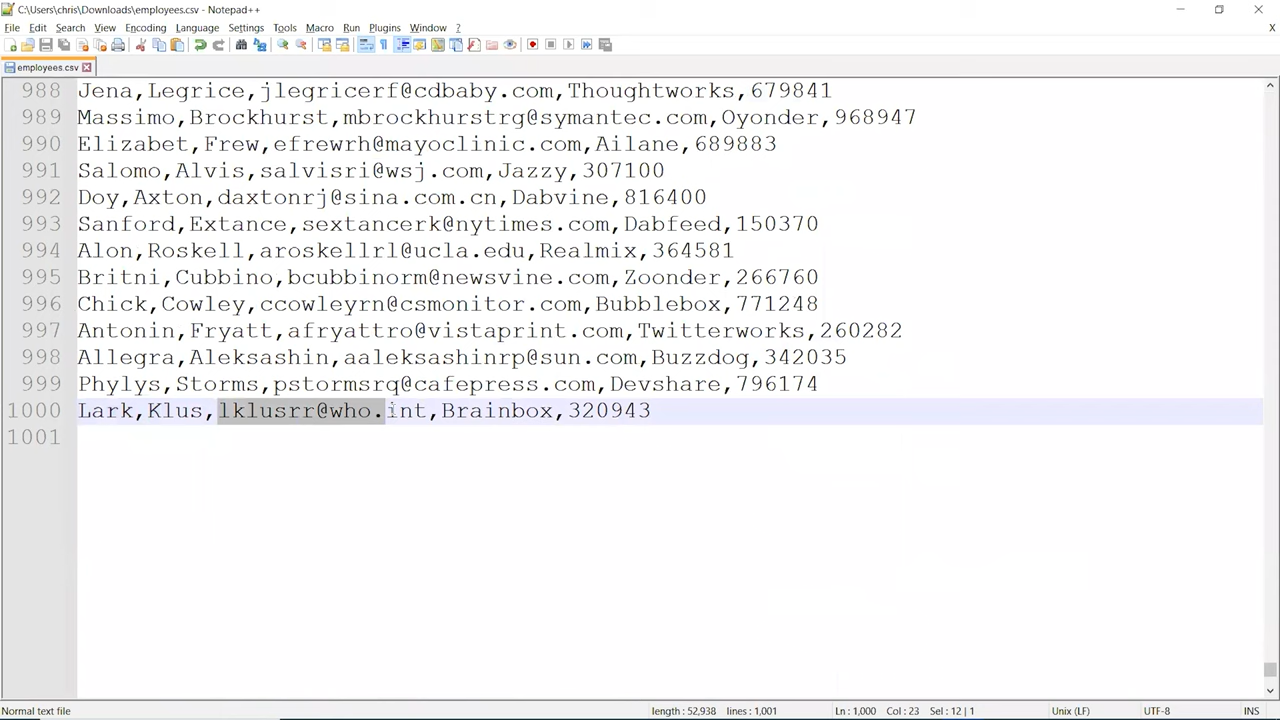 C:\Users\chris\Downloads\employees.csv - Notepad++
File Edit Search View Encoding Language Settings Tools Macro Run Plugins Window ?
X
employees.csv
988 Jena,Legrice,jlegricerf@cdbaby.com,Thoughtworks,679841
989 Massimo,Brockhurst,mbrockhurstrg@symantec.com,Oyonder,968947
990 Elizabet,Frew,efrewrh@mayoclinic.com,Ailane,689883
991 Salomo,Alvis,salvisri@wsj.com,Jazzy,307100
992 Doy,Axton,daxtonrj@sina.com.cn,Dabvine,816400
993 Sanford,Extance,sextancerk@nytimes.com,Dabfeed,150370
994 Alon,Roskell,aroskellrl@ucla.edu,Realmix,364581
995 Britni,Cubbino,bcubbinorm@newsvine.com,Zoonder,266760
996 Chick,Cowley,ccowleyrn@csmonitor.com,Bubblebox,771248
997 Antonin,Fryatt,afryattro@vistaprint.com,Twitterworks,260282
998 Allegra,Aleksashin,aaleksashinrp@sun.com,Buzzdog,342035
999 Phylys,Storms,pstormsrq@cafepress.com,Devshare,796174
1000 Lark,Klus,lklusrr@who.int,Brainbox,320943
1001
Normal text file length : 52,938 lines : 1,001 Ln : 1,000 Col : 23 Sel : 12 | 1 Unix (LF) UTF-8 INS